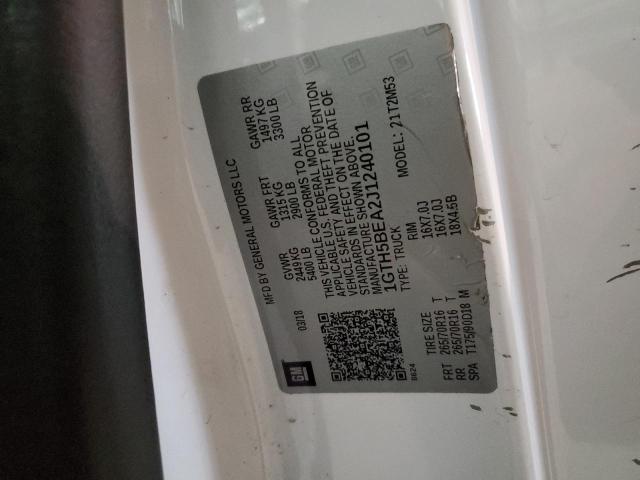 MFD BY GENERAL MOTORS LLC
03/18 GVWR GAWR FRT GAWR RR
2449 KG 1315 KG 1497 KG
5400 LB 2900 LB 3300 LB
THIS VEHICLE CONFORMS TO ALL
APPLICABLE U.S. FEDERAL MOTOR
VEHICLE SAFETY AND THEFT PREVENTION
STANDARDS IN EFFECT ON THE DATE OF
MANUFACTURE SHOWN ABOVE.
1GTH5BEA2J1240101
TYPE: TRUCK MODEL: 21T2M53
GM
TIRE SIZE RIM
FRT 265/70R16 T 16X7.0J
RR 265/70R16 T 16X7.0J
SPA T175/90D18 M 18X4.5B